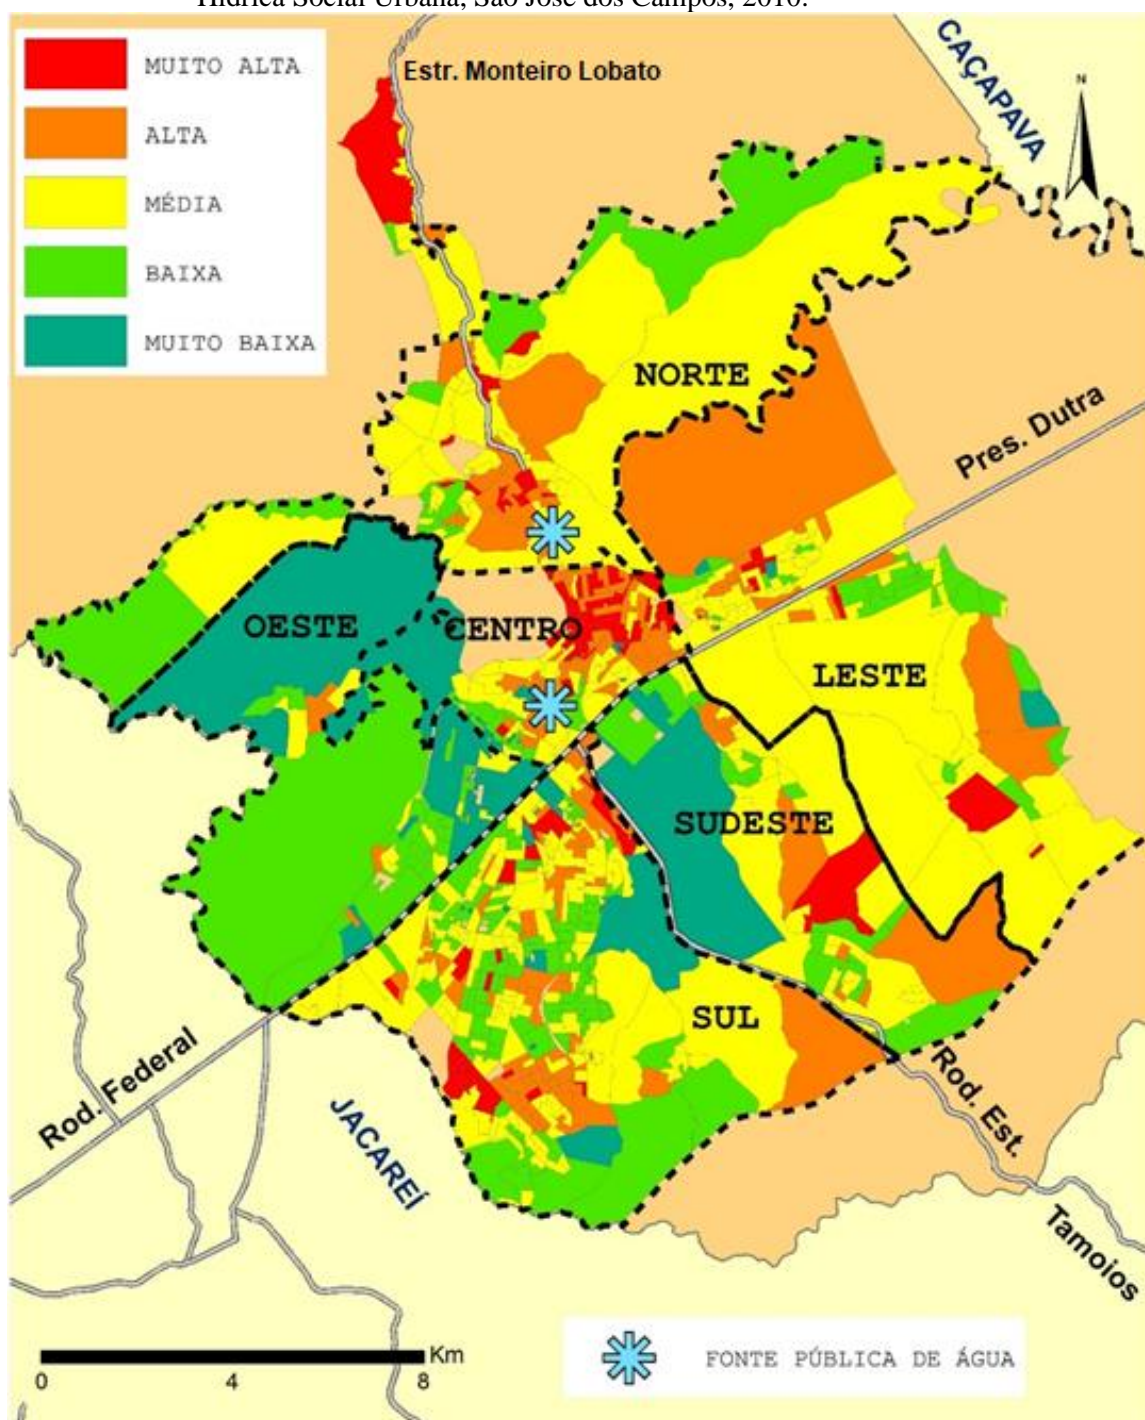 Hídrica Social Urbana, São José dos Campos, 2010.
MUITO ALTA
ALTA
MÉDIA
BAIXA
MUITO BAIXA
Estr. Monteiro Lobato
CAÇAPAVA
N
NORTE
Pres. Dutra
OESTE
CENTRO
LESTE
SUDESTE
SUL
Rod. Federal
JACAREÍ
Rod. Est.
Tamoios
Km
0 4 8
FONTE PÚBLICA DE ÁGUA